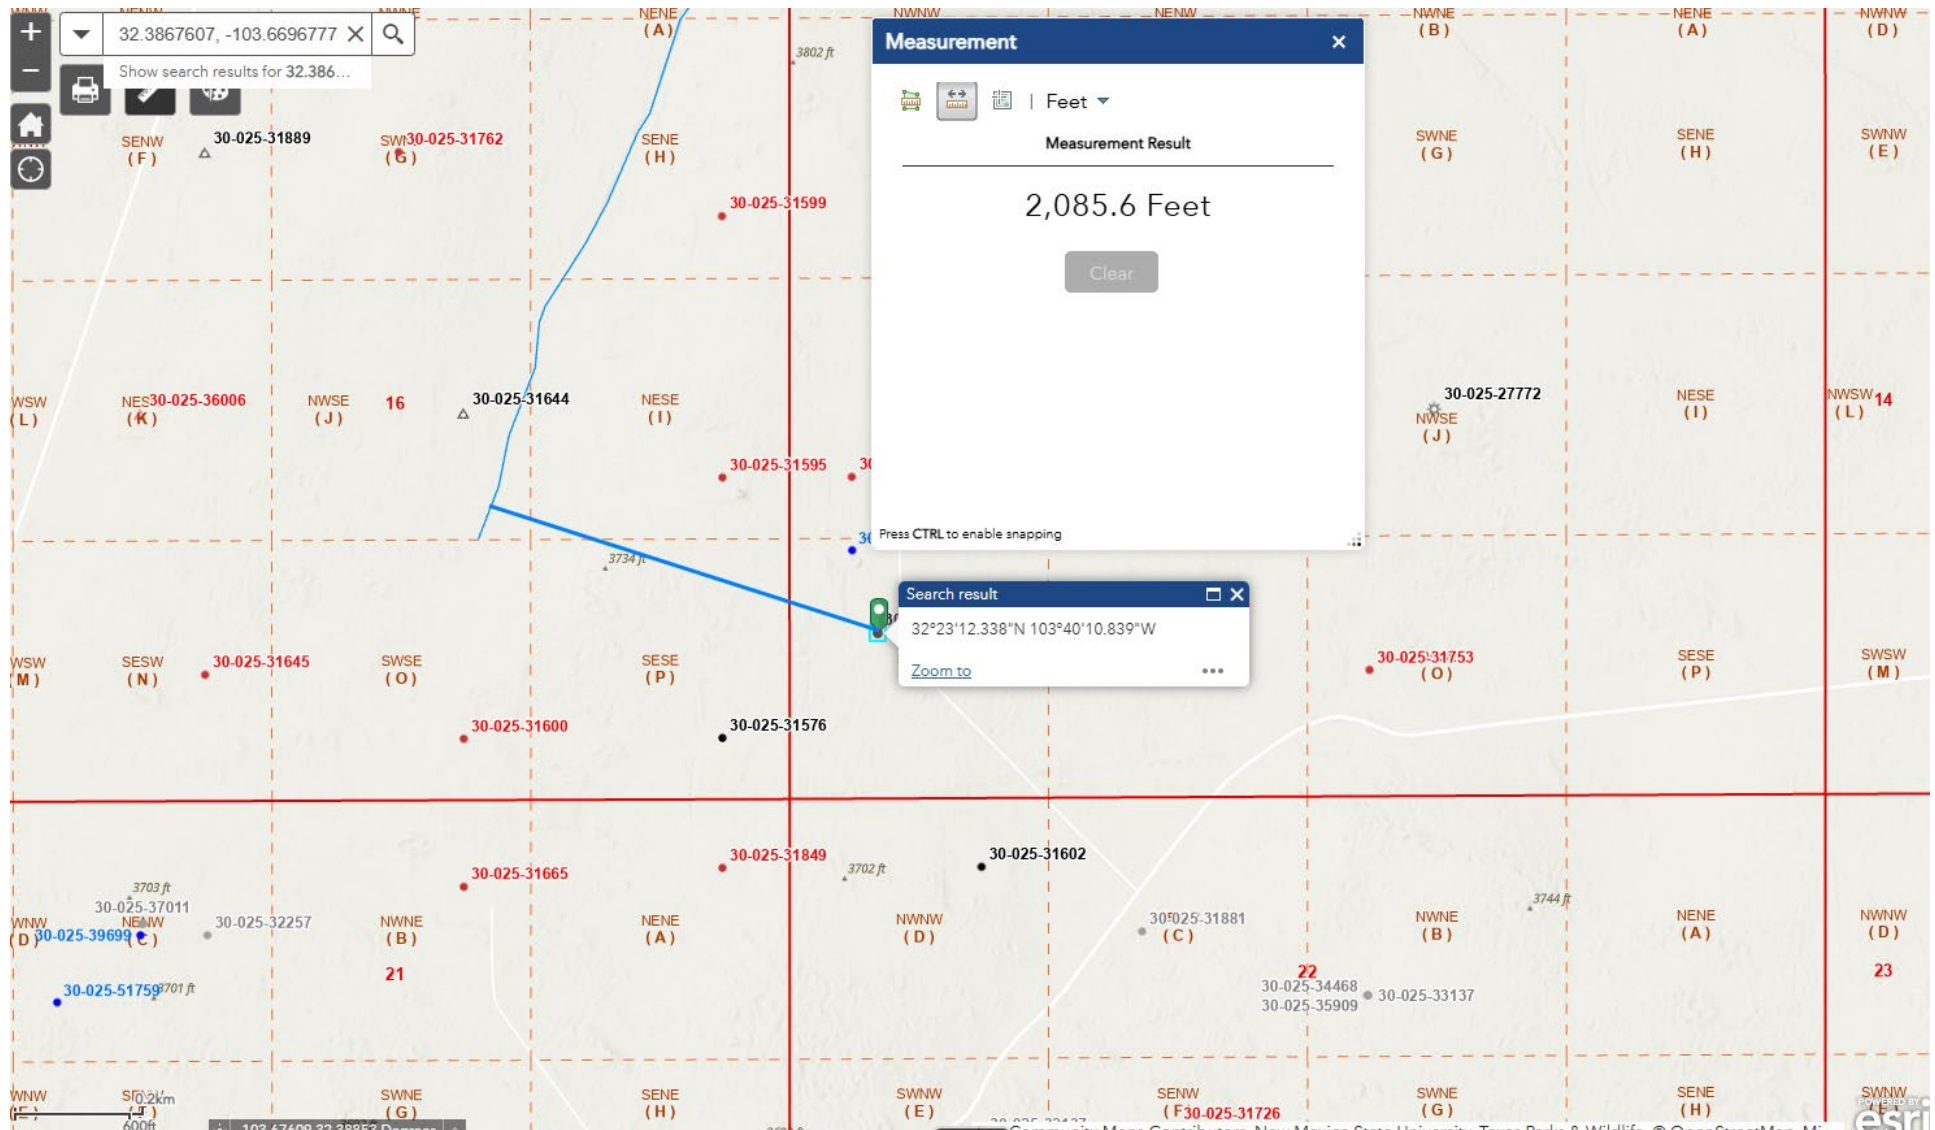 32.3867607, -103.6696777
Show search results for 32.386...
NENE
(A)
3802 ft
NWNW
NENW
NWNE
(B)
NENE
(A)
NWNW
(D)
Measurement
Feet
Measurement Result
2,085.6 Feet
Clear
Press CTRL to enable snapping
SENW
(F)
30-025-31889
30-025-31762
(G)
SENE
(H)
30-025-31599
SWNE
(G)
SENE
(H)
SWNW
(E)
WSW
(L)
30-025-36006
(K)
NWSE
(J)
16
30-025-31644
NESE
(I)
30-025-31595
30-025-27772
NWSE
(J)
NESE
(I)
NWSW
(L)
14
3734 ft
Search result
32°23'12.338"N 103°40'10.839"W
Zoom to
WSW
M)
SESW
(N)
30-025-31645
SWSE
(O)
SESE
(P)
30-025-31753
(O)
SESE
(P)
SWSW
(M)
30-025-31600
30-025-31576
30-025-31665
30-025-31849
3702 ft
30-025-31602
3703 ft
30-025-37011
WNW
(D)
30-025-39699
NENW
(C)
30-025-32257
NWNE
(B)
NENE
(A)
NWNW
(D)
30-025-31881
(C)
NWNE
(B)
3744 ft
NENE
(A)
NWNW
(D)
21
22
23
30-025-51759
3701 ft
30-025-34468
30-025-35909
30-025-33137
WNW
SWNE
(G)
SENE
(H)
SWNW
(E)
SENW
(F
30-025-31726
SWNE
(G)
SENE
(H)
SWNW
0.2km
600ft
POWERED BY
esri